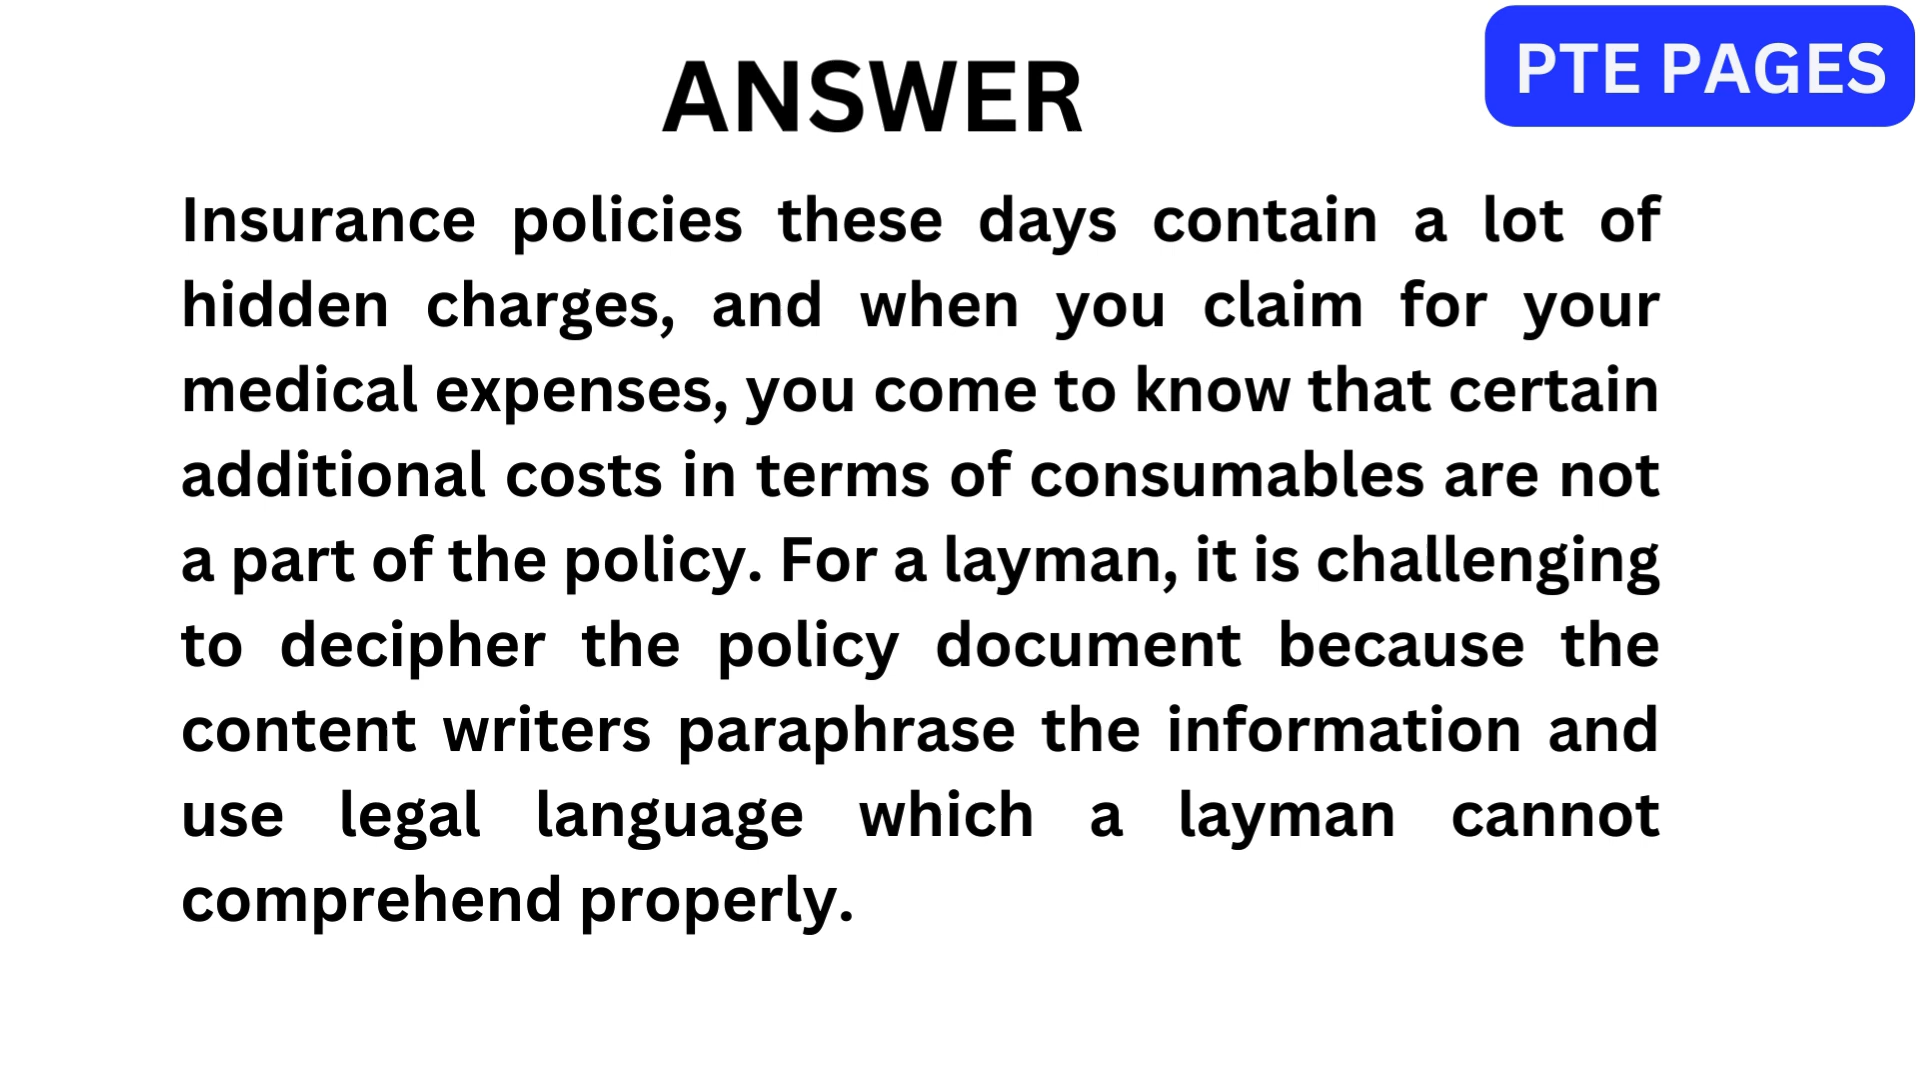 ANSWER
PTE PAGES
Insurance policies these days contain a lot of
hidden charges, and when you claim for your
medical expenses, you come to know that certain
additional costs in terms of consumables are not
a part of the policy. For a layman, it is challenging
to decipher the policy document because the
content writers paraphrase the information and
use legal language which a layman cannot
comprehend properly.